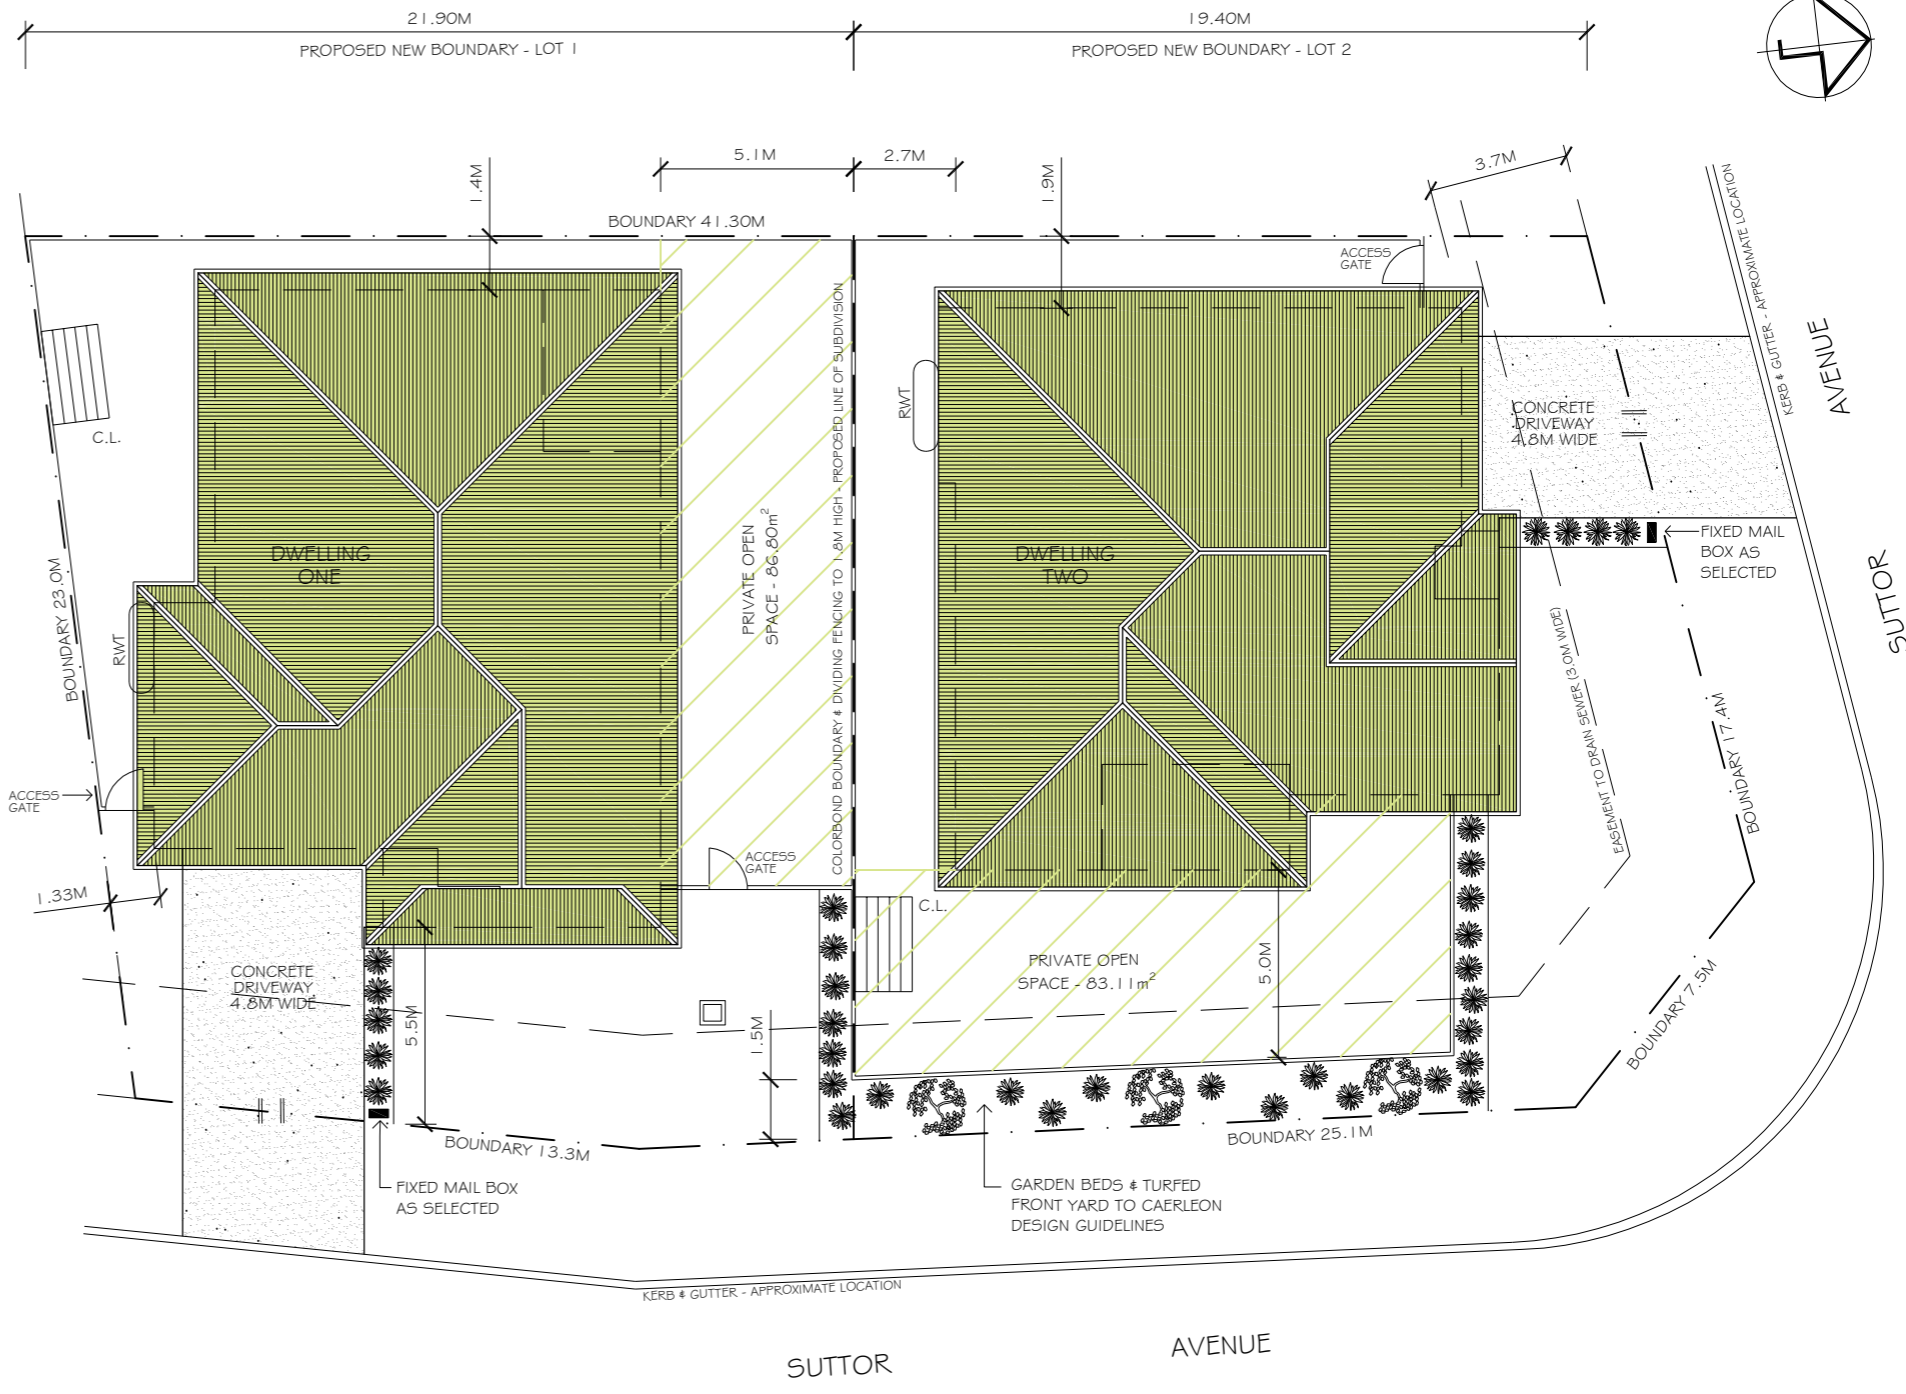 21.90M
19.40M
PROPOSED NEW BOUNDARY - LOT 1
PROPOSED NEW BOUNDARY - LOT 2
5.1M
2.7M
3.7M
1.4M
1.9M
BOUNDARY 41.30M
ACCESS
GATE
KERB & GUTTER - APPROXIMATE LOCATION
AVENUE
SUTTOR
C.L.
RWT
CONCRETE
DRIVEWAY
4.8M WIDE
FIXED MAIL
BOX AS
SELECTED
DWELLING
ONE
DWELLING
TWO
PRIVATE OPEN
SPACE - 86.80m²
COLORBOND BOUNDARY & DIVIDING FENCING TO 1.8M HIGH - PROPOSED LINE OF SUBDIVISION
BOUNDARY 23.0M
RWT
EASEMENT TO DRAIN SEWER (3.0M WIDE)
BOUNDARY 17.4M
ACCESS
GATE
1.33M
ACCESS
GATE
C.L.
CONCRETE
DRIVEWAY
4.8M WIDE
5.5M
1.5M
PRIVATE OPEN
SPACE - 83.11m²
5.0M
BOUNDARY 7.5M
BOUNDARY 13.3M
BOUNDARY 25.1M
FIXED MAIL BOX
AS SELECTED
GARDEN BEDS & TURFED
FRONT YARD TO CAERLEON
DESIGN GUIDELINES
KERB & GUTTER - APPROXIMATE LOCATION
SUTTOR
AVENUE